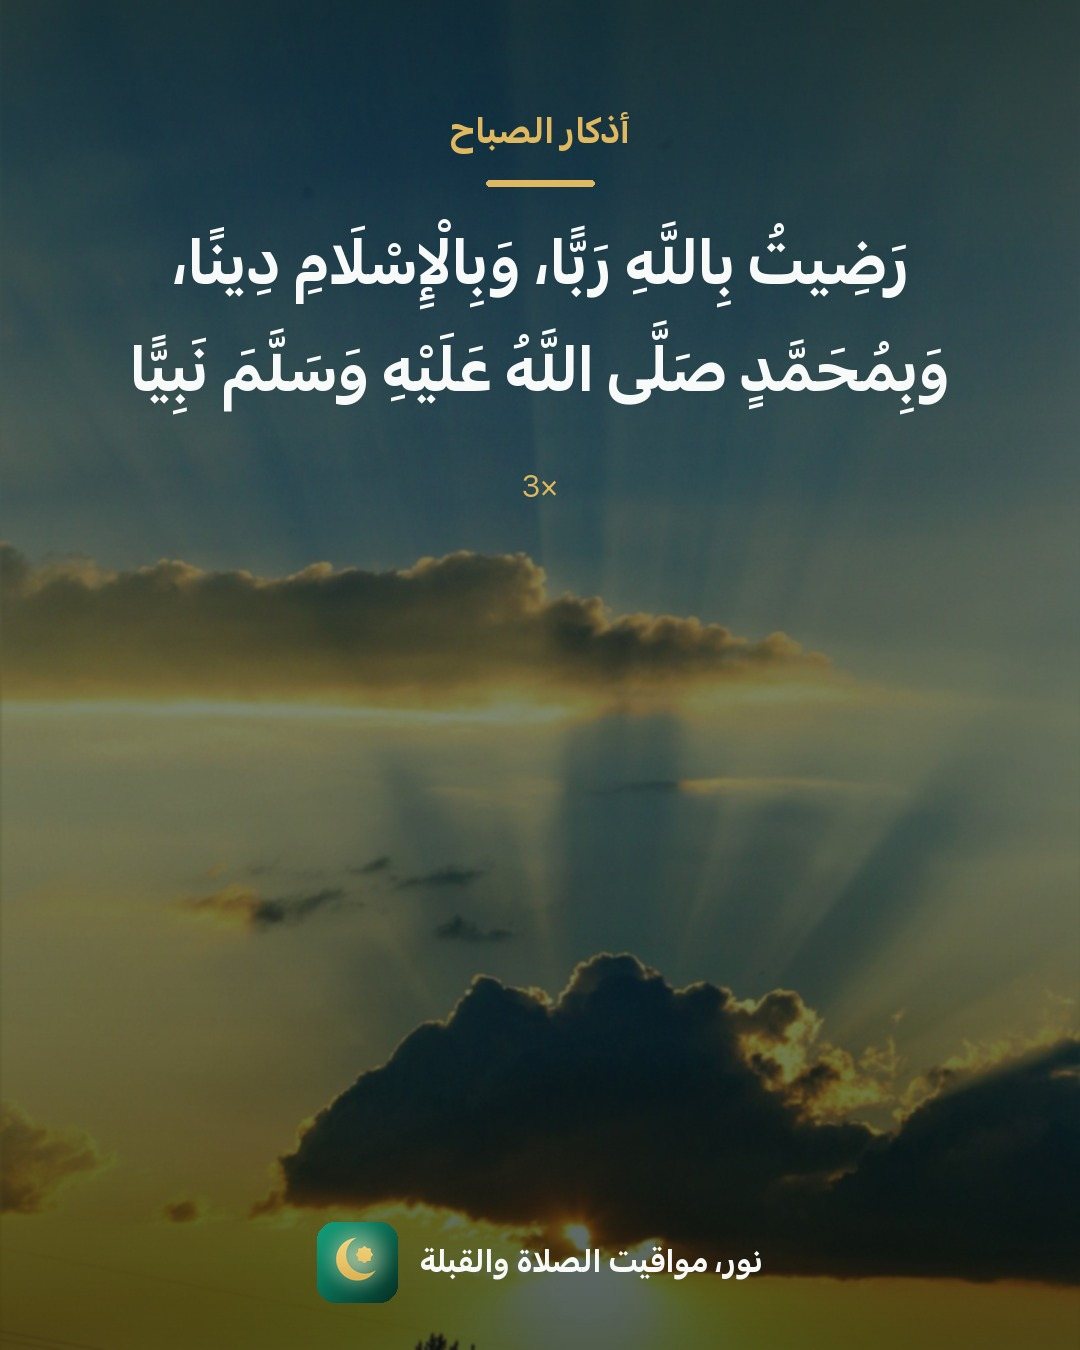 أذكار الصباح
رَضِيتُ بِاللَّهِ رَبًّا، وَبِالْإِسْلَامِ دِينًا،
وَبِمُحَمَّدٍ صَلَّى اللَّهُ عَلَيْهِ وَسَلَّمَ نَبِيًّا
3×
نور، مواقيت الصلاة والقبلة